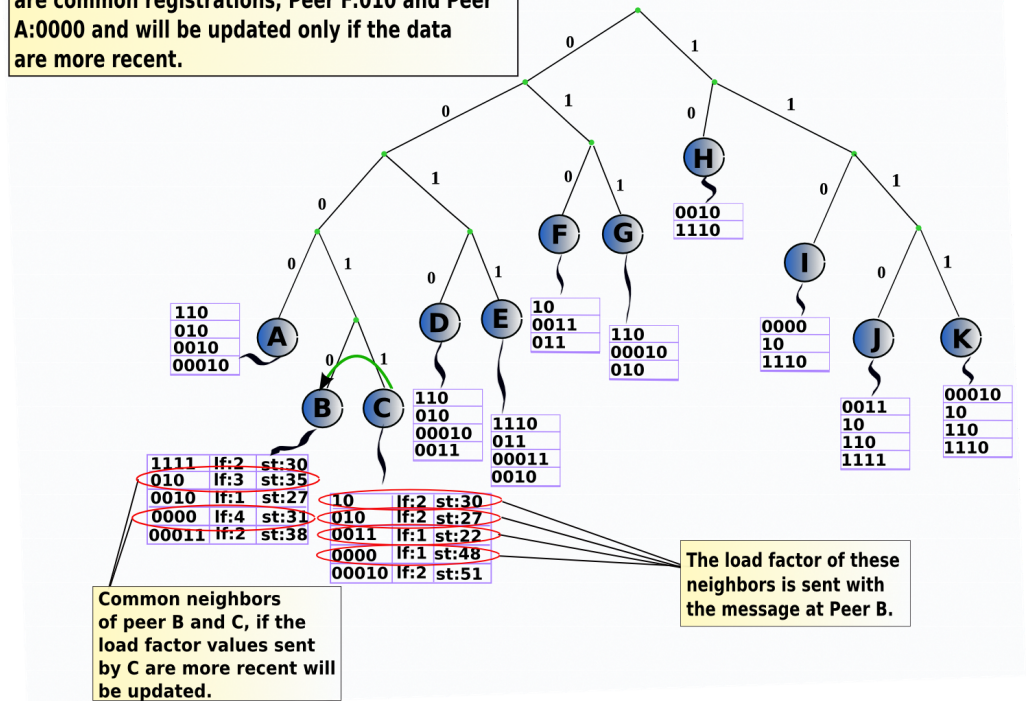 are common registrations, Peer F:010 and Peer
A:0000 and will be updated only if the data
are more recent.
0
1
0
1
0
1
0
1
0
1
0
1
0
1
0
1
0
1
0
1
H
0010
1110
F
G
I
A
D
E
J
K
B
C
110
010
0010
00010
10
0011
011
110
00010
010
0000
10
1110
110
010
00010
0011
1110
011
00011
0010
0011
10
110
1111
00010
10
110
1110
1111 lf:2 st:30
010 lf:3 st:35
0010 lf:1 st:27
0000 lf:4 st:31
00011 lf:2 st:38
10 lf:2 st:30
010 lf:2 st:27
0011 lf:1 st:22
0000 lf:1 st:48
00010 lf:2 st:51
The load factor of these
neighbors is sent with
the message at Peer B.
Common neighbors
of peer B and C, if the
load factor values sent
by C are more recent will
be updated.